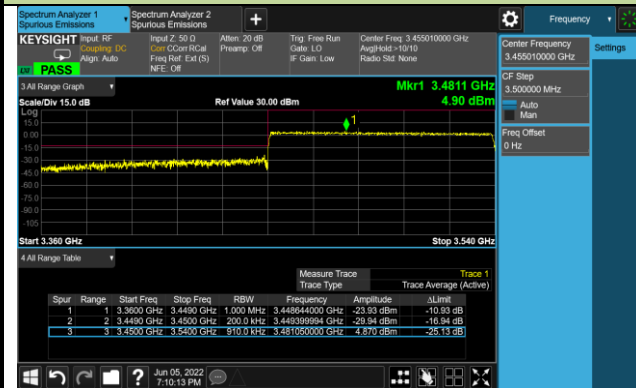 Spectrum Analyzer 1
Spurious Emissions
Spectrum Analyzer 2
Spurious Emissions
+
Frequency
KEYSIGHT
Input: RF
Coupling: DC
Align: Auto
Input Z: 50 Ω
Corr CCorr RCal
Freq Ref: Ext (S)
NFE: Off
Atten: 20 dB
Preamp: Off
Trig: Free Run
Gate: LO
IF Gain: Low
Center Freq: 3.455010000 GHz
Avg|Hold:>10/10
Radio Std: None
PASS
Center Frequency
3.455010000 GHz
Settings
CF Step
3.500000 MHz
Auto
Man
Freq Offset
0 Hz
3 All Range Graph
Mkr1 3.4811 GHz
4.90 dBm
Scale/Div 15.0 dB
Ref Value 30.00 dBm
Log
15.0
0.00
-15.0
-30.0
-45.0
-60.0
-75.0
-90.0
-105
1
Start 3.360 GHz
Stop 3.540 GHz
4 All Range Table
Measure Trace Trace 1
Trace Type Trace Average (Active)
Spur Range Start Freq Stop Freq RBW Frequency Amplitude ΔLimit
1 1 3.3600 GHz 3.4490 GHz 1.000 MHz 3.448644000 GHz -23.93 dBm -10.93 dB
2 2 3.4490 GHz 3.4500 GHz 200.0 kHz 3.449399994 GHz -29.94 dBm -16.94 dB
3 3 3.4500 GHz 3.5400 GHz 910.0 kHz 3.481050000 GHz 4.870 dBm -25.13 dB
?
Jun 05, 2022
7:10:13 PM